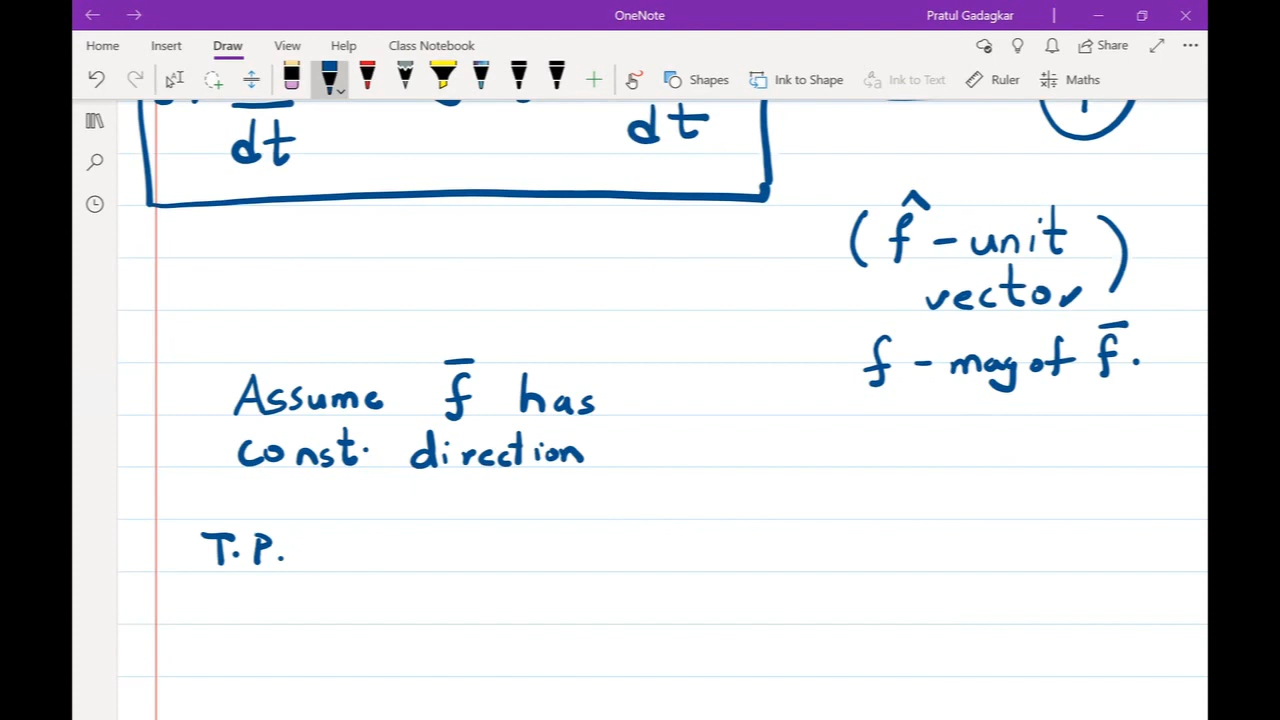 OneNote
Pratul Gadagkar
Home Insert Draw View Help Class Notebook
Share
Shapes Ink to Shape Ink to Text Ruler Maths
dt
dt
(f̂ - unit
vector)
f - mag of f̄.
Assume f̄ has
const. direction
T.P.